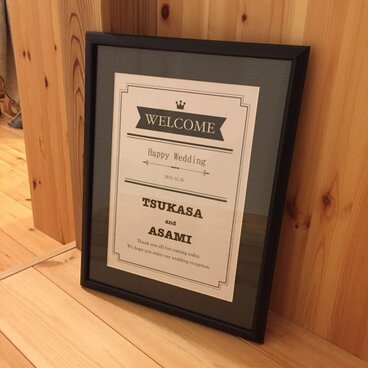 WELCOME
Happy Wedding
TSUKASA
and
ASAMI
Thank you all for coming today.
We hope you enjoy our wedding reception.